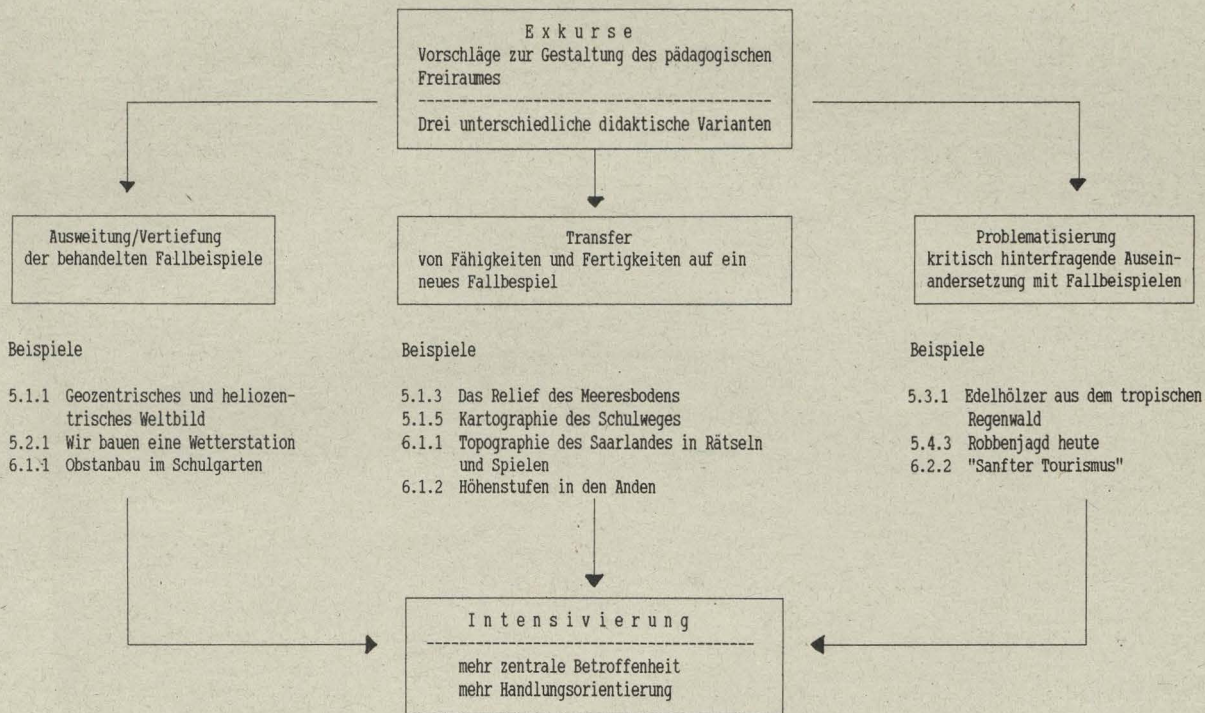 E x k u r s e
Vorschläge zur Gestaltung des pädagogischen
Freiraumes
Drei unterschiedliche didaktische Varianten
Ausweitung/Vertiefung
der behandelten Fallbeispiele
Transfer
von Fähigkeiten und Fertigkeiten auf ein
neues Fallbespiel
Problematisierung
kritisch hinterfragende Ausein-
andersetzung mit Fallbeispielen
Beispiele
5.1.1 Geozentrisches und heliozen-
trisches Weltbild
5.2.1 Wir bauen eine Wetterstation
6.1.1 Obstanbau im Schulgarten
Beispiele
5.1.3 Das Relief des Meeresbodens
5.1.5 Kartographie des Schulweges
6.1.1 Topographie des Saarlandes in Rätseln
und Spielen
6.1.2 Höhenstufen in den Anden
Beispiele
5.3.1 Edelhölzer aus dem tropischen
Regenwald
5.4.3 Robbenjagd heute
6.2.2 "Sanfter Tourismus"
I n t e n s i v i e r u n g
mehr zentrale Betroffenheit
mehr Handlungsorientierung